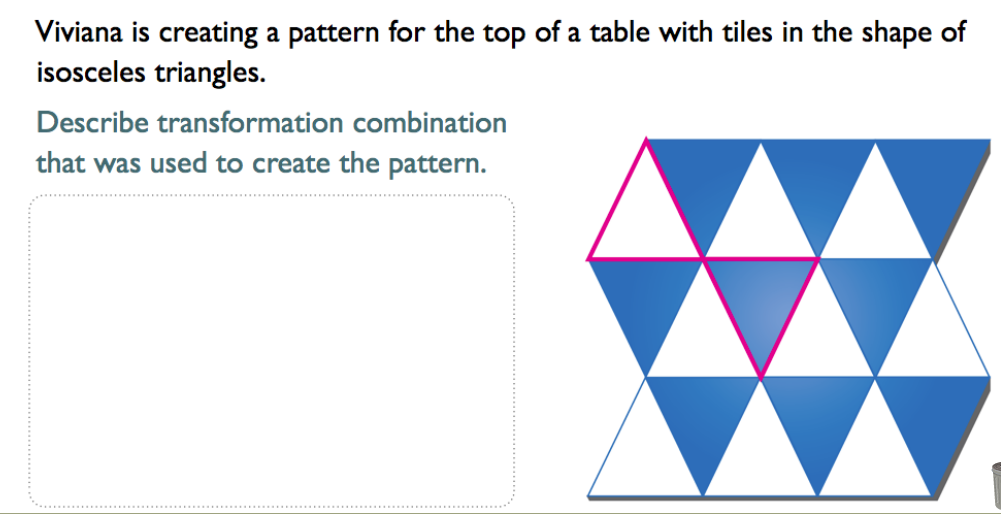 Viviana is creating a pattern for the top of a table with tiles in the shape of
isosceles triangles.
Describe transformation combination
that was used to create the pattern.